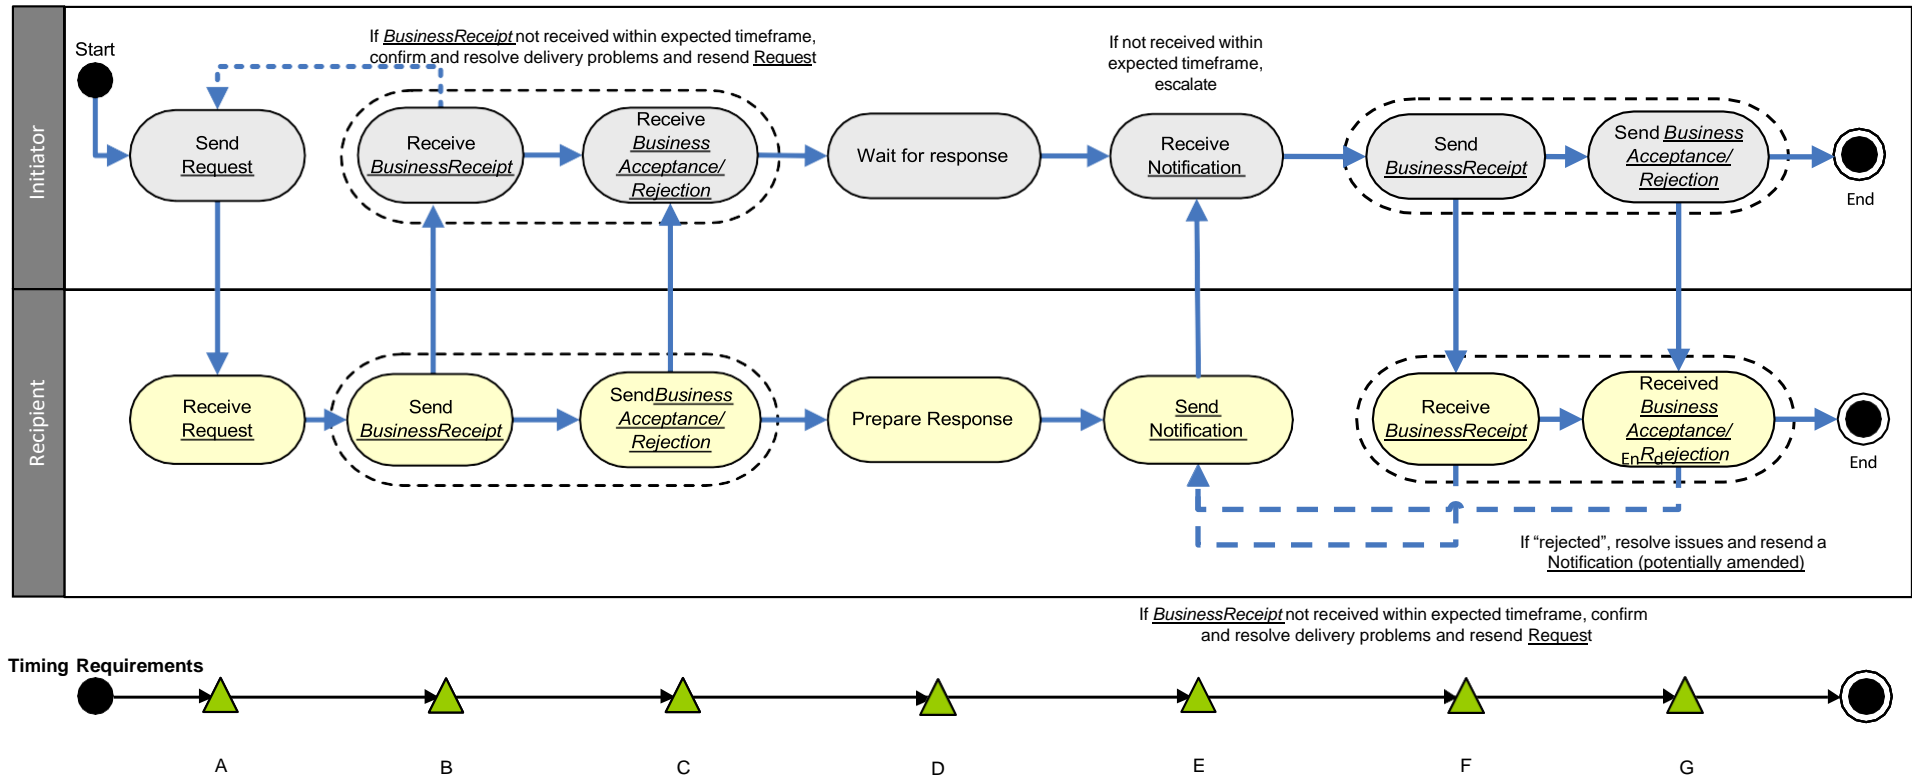 Start
If BusinessReceipt not received within expected timeframe,
confirm and resolve delivery problems and resend Request
If not received within
expected timeframe,
escalate
Initiator
Send
Request
Receive
BusinessReceipt
Receive
Business
Acceptance/
Rejection
Wait for response
Receive
Notification
Send
BusinessReceipt
Send Business
Acceptance/
Rejection
End
Recipient
Receive
Request
Send
BusinessReceipt
SendBusiness
Acceptance/
Rejection
Prepare Response
Send
Notification
Receive
BusinessReceipt
Received
Business
Acceptance/
Rejection
End
End
If “rejected”, resolve issues and resend a
Notification (potentially amended)
If BusinessReceipt not received within expected timeframe, confirm
and resolve delivery problems and resend Request
Timing Requirements
A B C D E F G